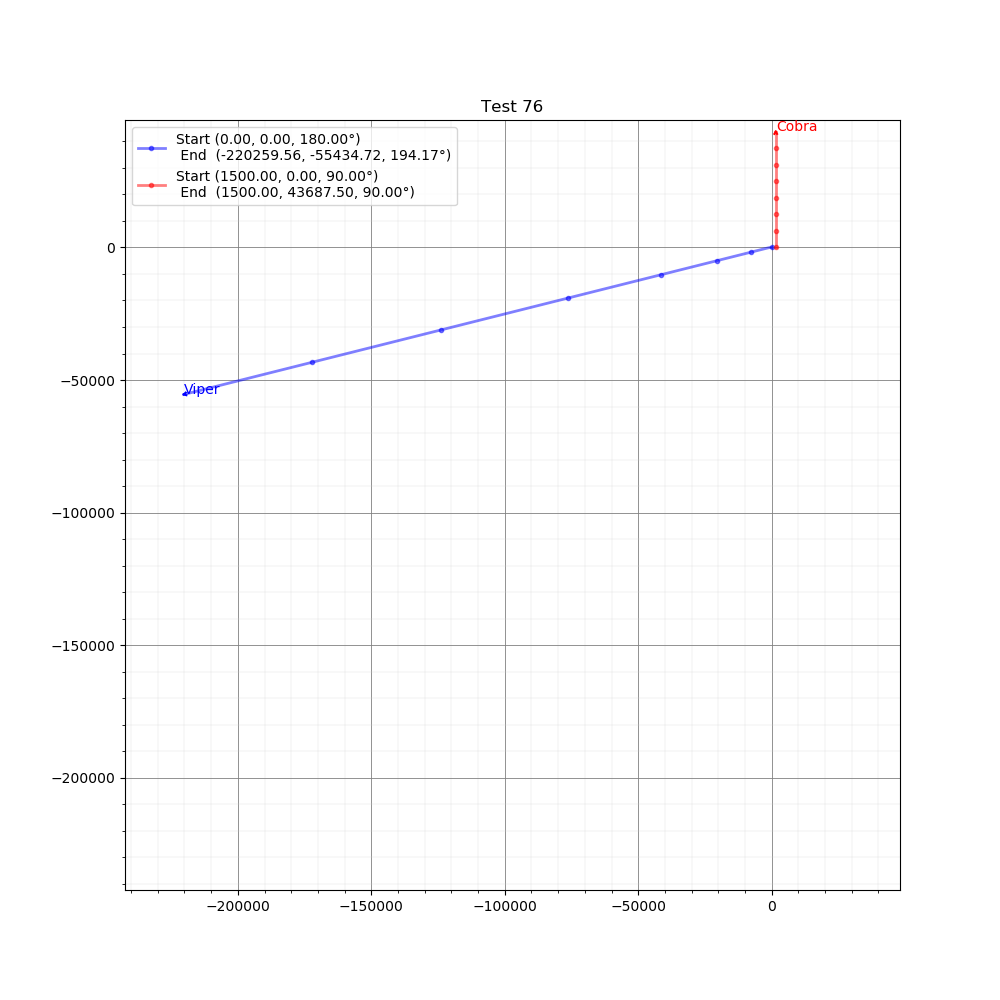 Test 76
Start (0.00, 0.00, 180.00°)
End  (-220259.56, -55434.72, 194.17°)
Start (1500.00, 0.00, 90.00°)
End  (1500.00, 43687.50, 90.00°)
Cobra
Viper
0
−50000
−100000
−150000
−200000
−200000
−150000
−100000
−50000
0